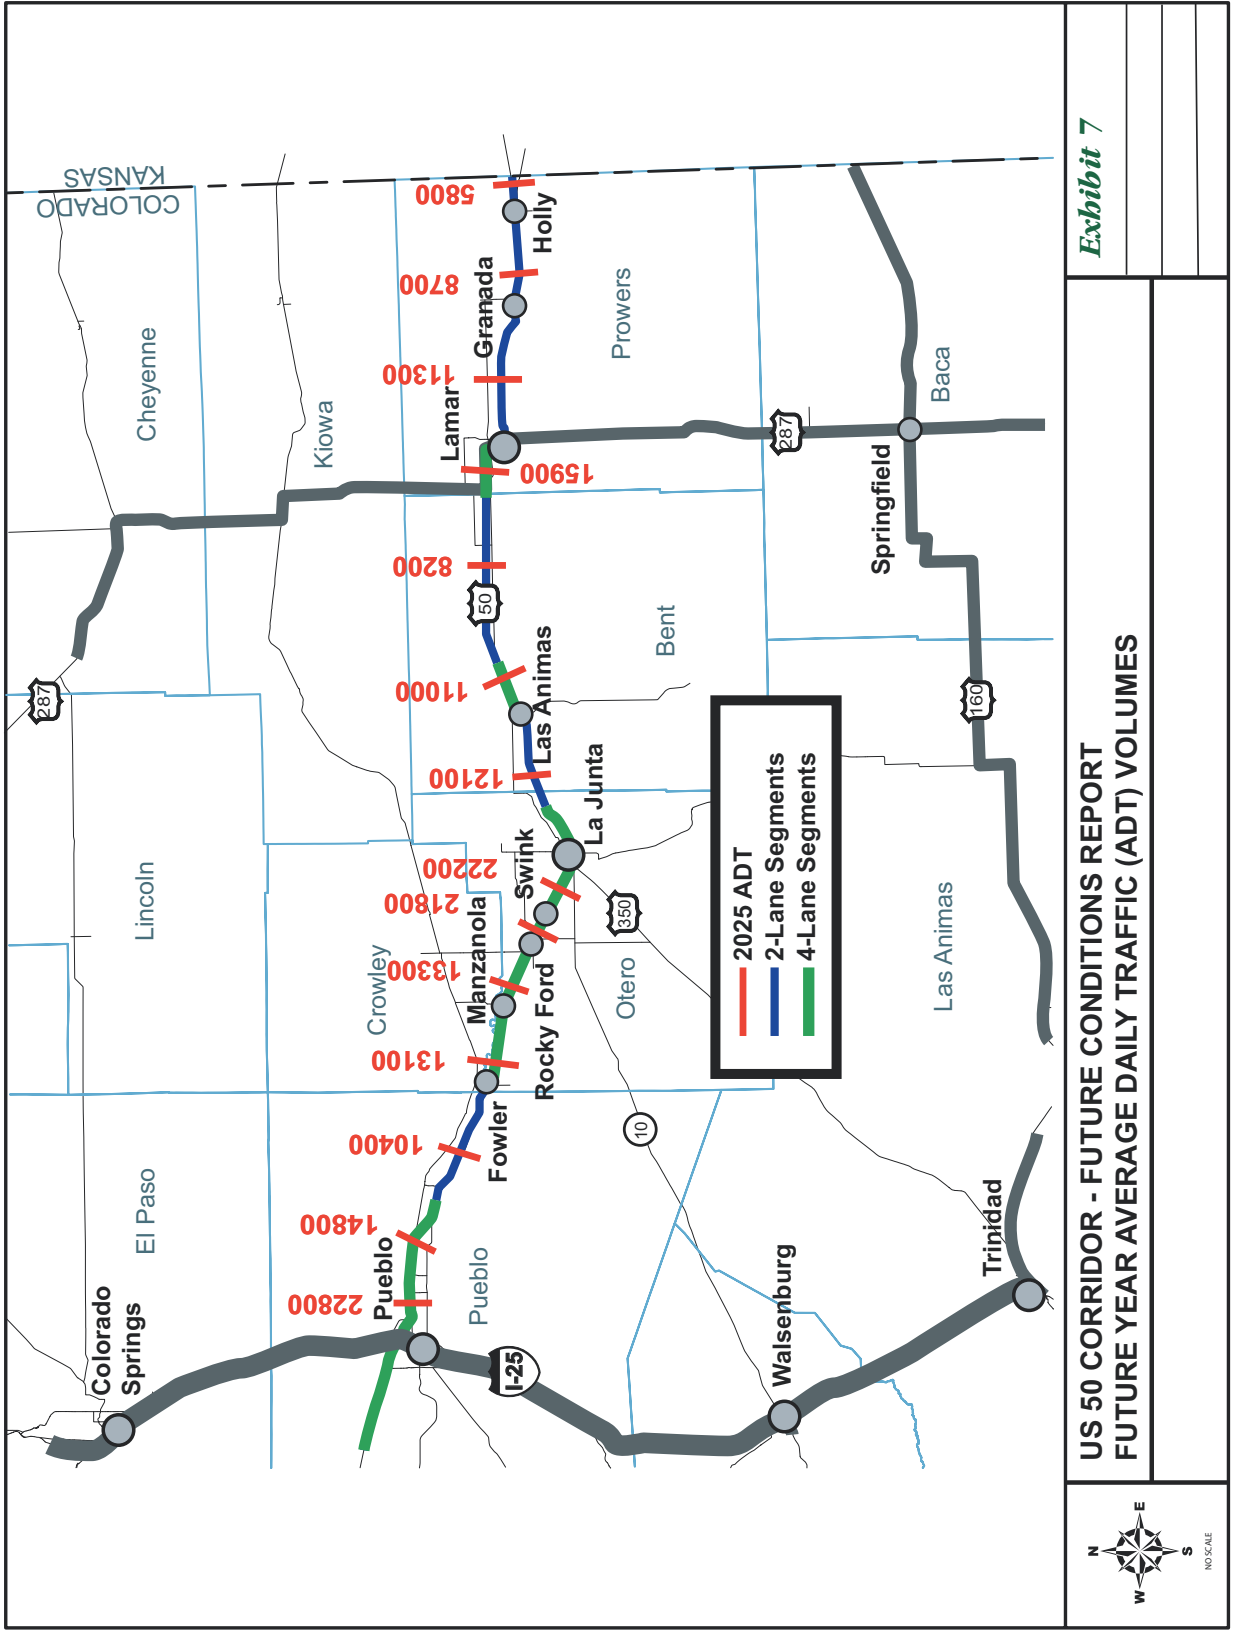 COLORADO
KANSAS
287
Colorado
Springs
El Paso
Lincoln
Cheyenne
Kiowa
Crowley
22800
14800
10400
13100
13300
21800
22200
12100
11000
8200
15900
11300
8700
5800
Pueblo
Fowler
Manzanola
Rocky Ford
Swink
La Junta
Las Animas
50
Lamar
Granada
Holly
Pueblo
Otero
Bent
Prowers
I-25
10
350
287
Walsenburg
Trinidad
Las Animas
160
Springfield
Baca
2025 ADT
2-Lane Segments
4-Lane Segments
N
W
E
S
NO SCALE
US 50 CORRIDOR - FUTURE CONDITIONS REPORT
FUTURE YEAR AVERAGE DAILY TRAFFIC (ADT) VOLUMES
Exhibit 7